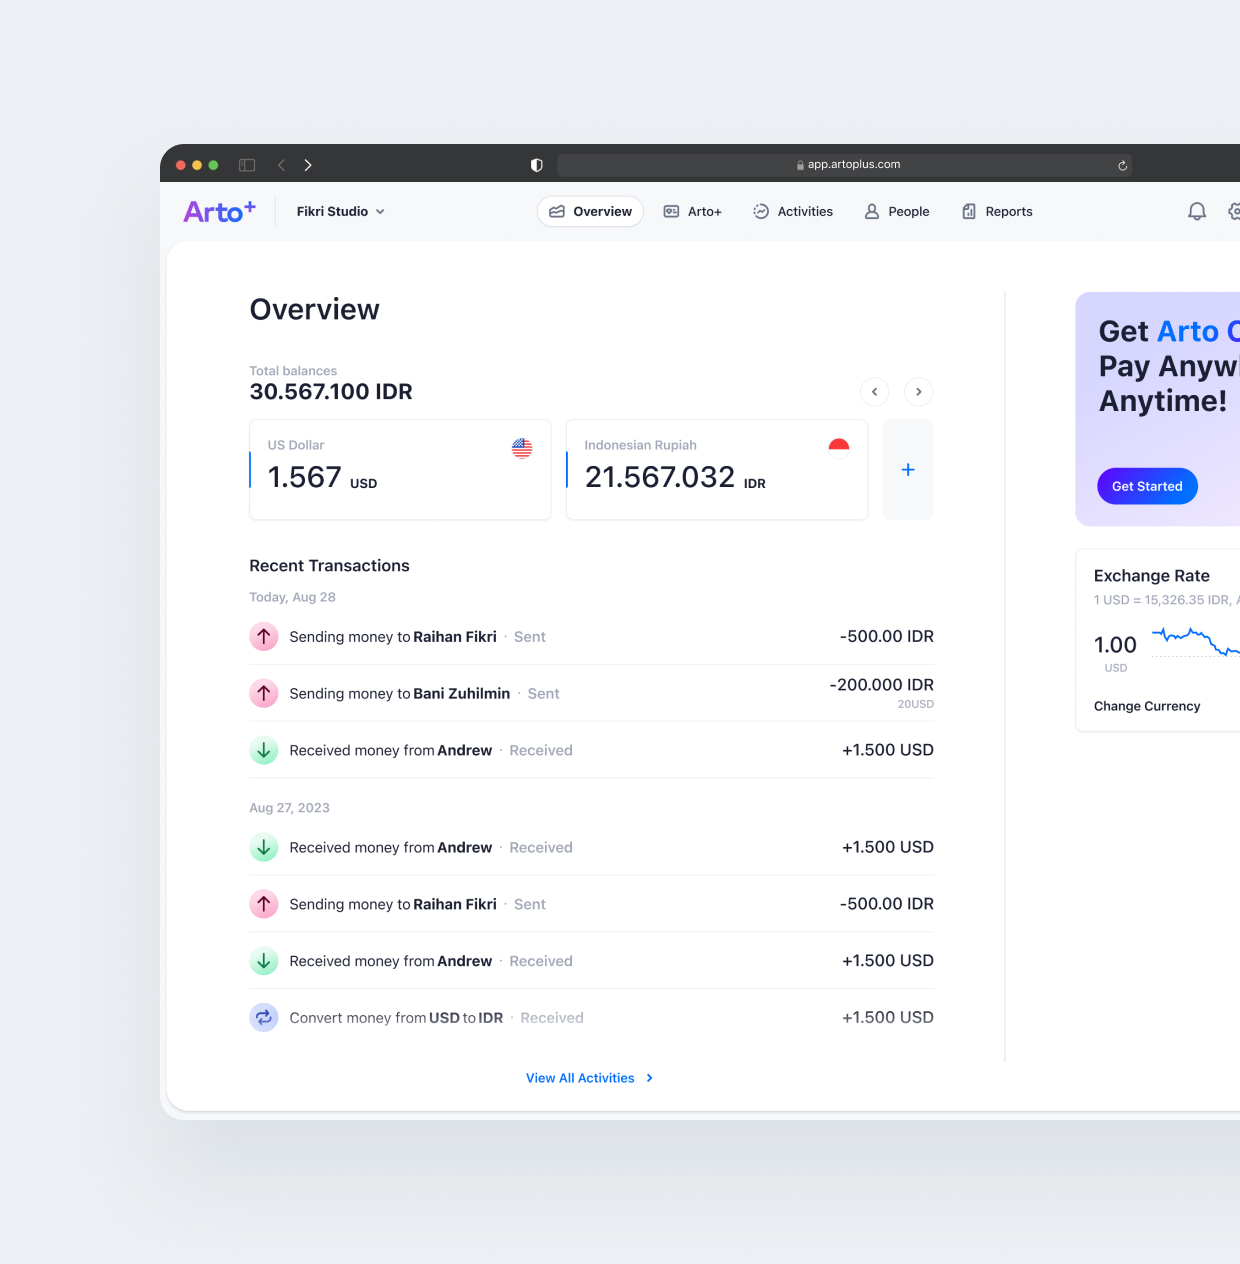 app.artoplus.com
Arto+
Fikri Studio
Overview
Arto+
Activities
People
Reports
Overview
Total balances
30.567.100 IDR
US Dollar
1.567 USD
Indonesian Rupiah
21.567.032 IDR
+
Recent Transactions
Today, Aug 28
Sending money to Raihan Fikri · Sent
-500.00 IDR
Sending money to Bani Zuhilmin · Sent
-200.000 IDR
20USD
Received money from Andrew · Received
+1.500 USD
Aug 27, 2023
Received money from Andrew · Received
+1.500 USD
Sending money to Raihan Fikri · Sent
-500.00 IDR
Received money from Andrew · Received
+1.500 USD
Convert money from USD to IDR · Received
+1.500 USD
View All Activities
Get Arto
Pay
Anytime!
Get Started
Exchange Rate
1 USD = 15,326.35 IDR,
1.00
USD
Change Currency